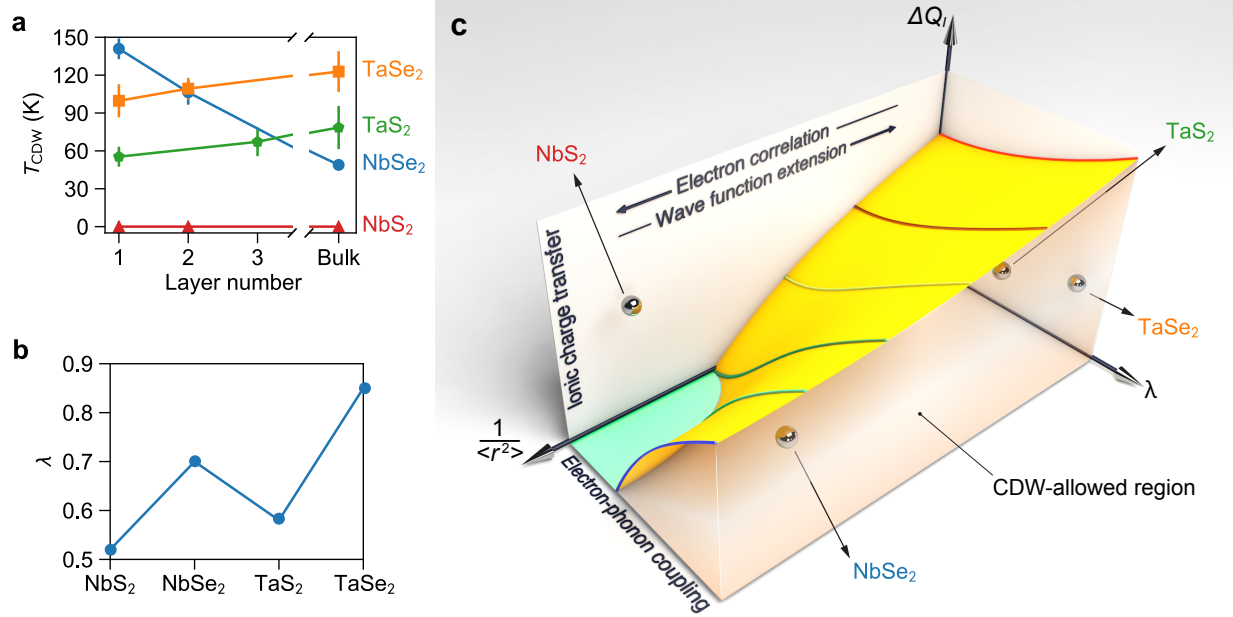 a
150
120
90
60
30
0
T_CDW (K)
1
2
3
Bulk
Layer number
TaSe₂
TaS₂
NbSe₂
NbS₂
b
0.9
0.8
0.7
0.6
0.5
λ
NbS₂
NbSe₂
TaS₂
TaSe₂
c
ΔQ_I
Electron correlation
Wave function extension
Ionic charge transfer
NbS₂
TaS₂
TaSe₂
λ
1/<r²>
Electron-phonon coupling
CDW-allowed region
NbSe₂